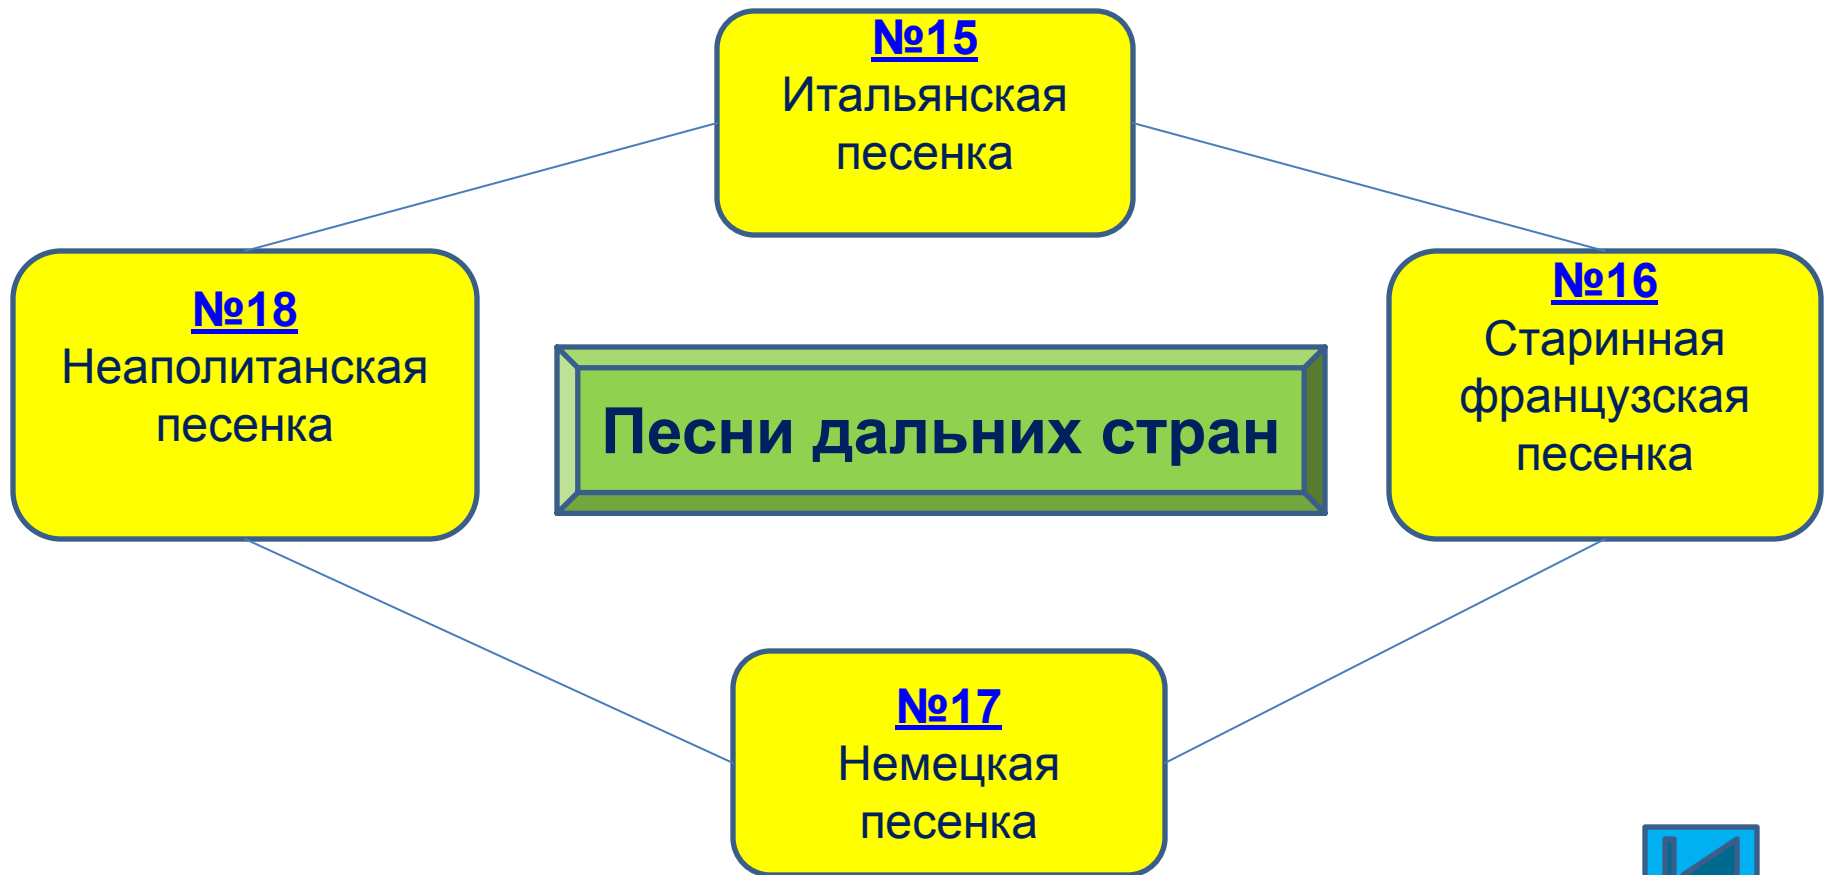 №15
Итальянская
песенка
№18
Неаполитанская
песенка
Песни дальних стран
№16
Старинная
французская
песенка
№17
Немецкая
песенка